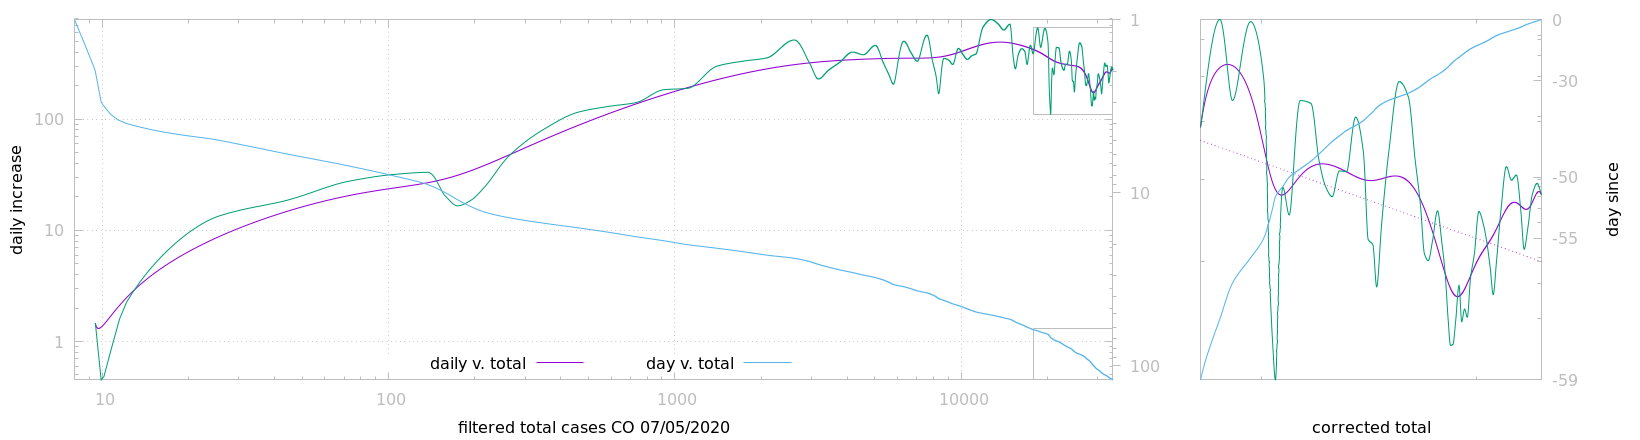 daily increase
100
10
1
10
100
1000
10000
1
10
100
daily v. total
day v. total
filtered total cases CO 07/05/2020
0
-30
-50
-55
-59
day since
corrected total